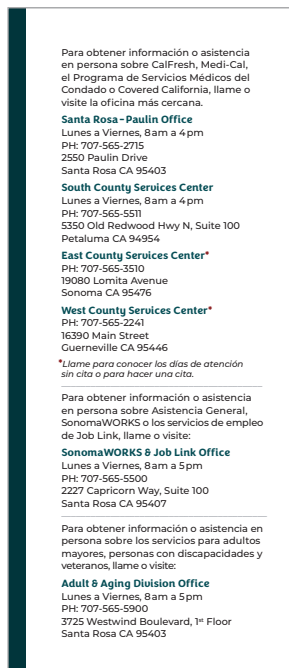 Para obtener información o asistencia
en persona sobre CalFresh, Medi-Cal,
el Programa de Servicios Médicos del
Condado o Covered California, llame o
visite la oficina más cercana.
Santa Rosa - Paulin Office
Lunes a Viernes, 8am a 4pm
PH: 707-565-2715
2550 Paulin Drive
Santa Rosa CA 95403
South County Services Center
Lunes a Viernes, 8am a 4pm
PH: 707-565-5511
5350 Old Redwood Hwy N, Suite 100
Petaluma CA 94954
East County Services Center*
PH: 707-565-3510
19080 Lomita Avenue
Sonoma CA 95476
West County Services Center*
PH: 707-565-2241
16390 Main Street
Guerneville CA 95446
*Llame para conocer los días de atención
sin cita o para hacer una cita.
Para obtener información o asistencia
en persona sobre Asistencia General,
SonomaWORKS o los servicios de empleo
de Job Link, llame o visite:
SonomaWORKS & Job Link Office
Lunes a Viernes, 8am a 5pm
PH: 707-565-5500
2227 Capricorn Way, Suite 100
Santa Rosa CA 95407
Para obtener información o asistencia en
persona sobre los servicios para adultos
mayores, personas con discapacidades y
veteranos, llame o visite:
Adult & Aging Division Office
Lunes a Viernes, 8am a 5pm
PH: 707-565-5900
3725 Westwind Boulevard, 1st Floor
Santa Rosa CA 95403